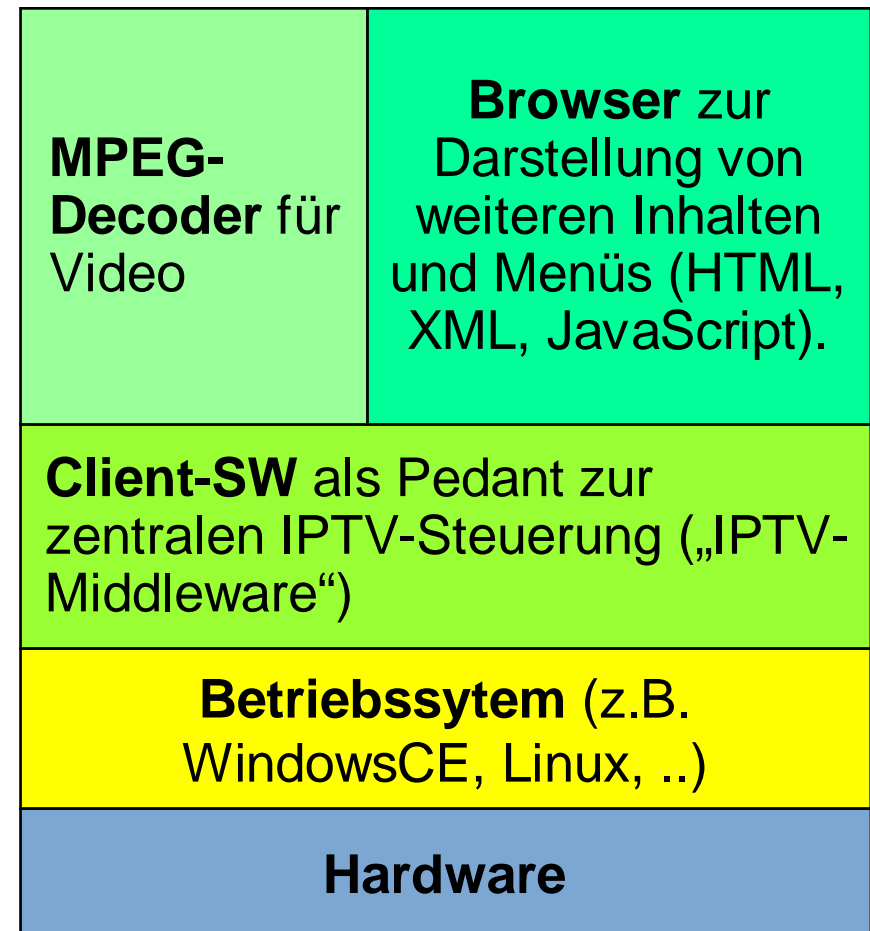 MPEG-
Decoder für
Video
Browser zur
Darstellung von
weiteren Inhalten
und Menüs (HTML,
XML, JavaScript).
Client-SW als Pedant zur
zentralen IPTV-Steuerung („IPTV-
Middleware“)
Betriebssytem (z.B.
WindowsCE, Linux, ..)
Hardware